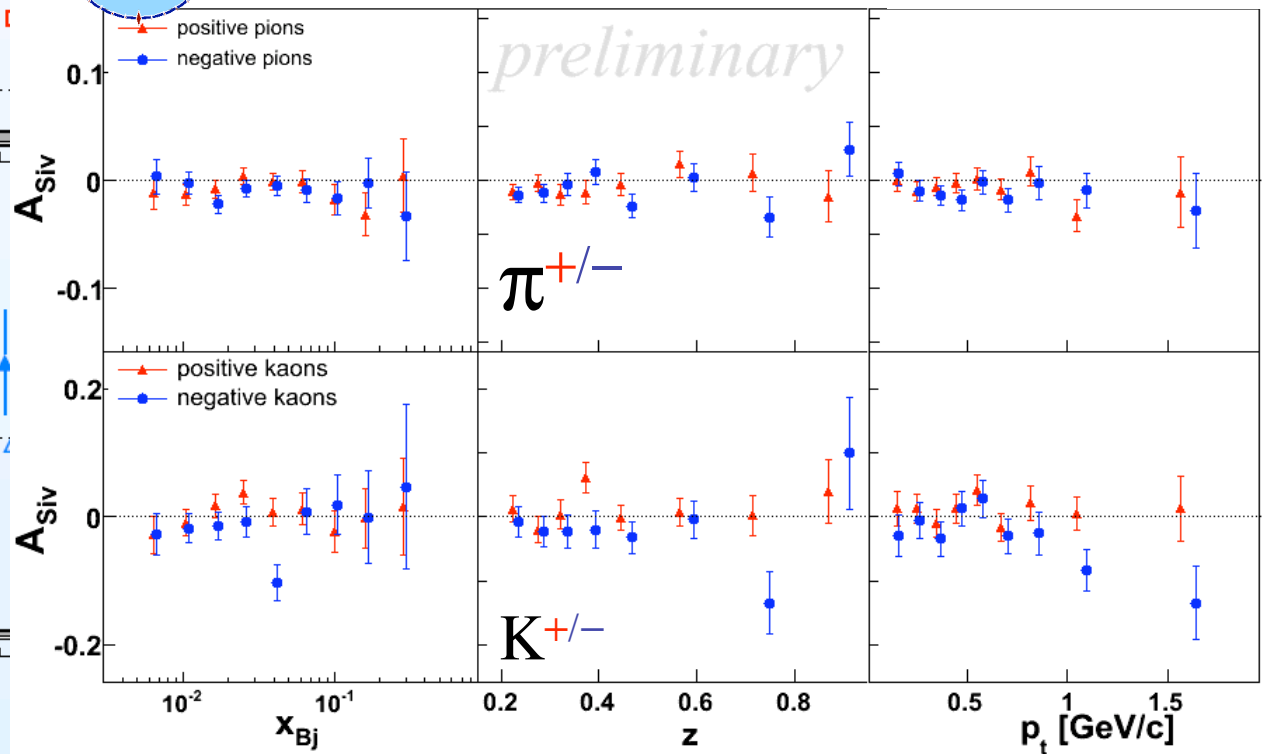 positive pions
negative pions
preliminary
0.1
0
-0.1
A_Siv
π+/−
positive kaons
negative kaons
0.2
0
-0.2
A_Siv
K+/−
10^-2 10^-1
0.2 0.4 0.6 0.8
0.5 1 1.5
x_Bj
z
p_t [GeV/c]